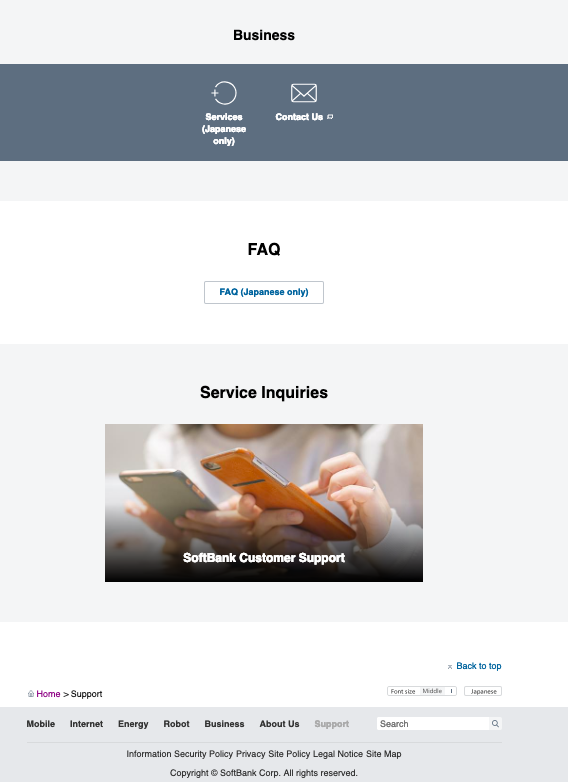 Business
Services
(Japanese
only)
Contact Us
FAQ
FAQ (Japanese only)
Service Inquiries
SoftBank Customer Support
Back to top
Home > Support
Font size Middle
Japanese
Mobile Internet Energy Robot Business About Us Support
Search
Information Security Policy Privacy Site Policy Legal Notice Site Map
Copyright © SoftBank Corp. All rights reserved.